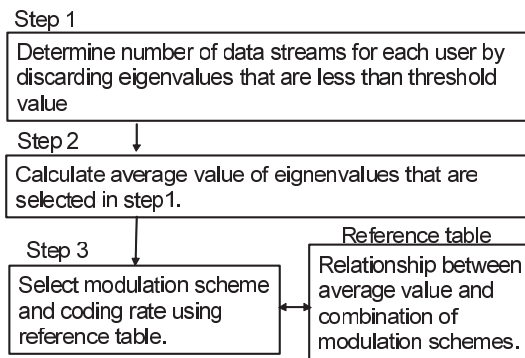 Step 1
Determine number of data streams for each user by
discarding eigenvalues that are less than threshold
value
Step 2
Calculate average value of eignenvalues that are
selected in step1.
Step 3
Select modulation scheme
and coding rate using
reference table.
Reference table
Relationship between
average value and
combination of
modulation schemes.